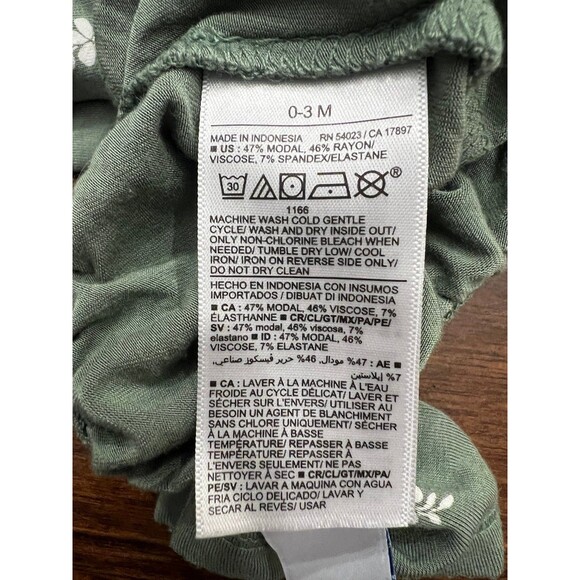 0-3 M
MADE IN INDONESIA RN 54023 / CA 17897
■ US : 47% MODAL, 46% RAYON/
VISCOSE, 7% SPANDEX/ELASTANE
30
®
1166
MACHINE WASH COLD GENTLE
CYCLE/ WASH AND DRY INSIDE OUT/
ONLY NON-CHLORINE BLEACH WHEN
NEEDED/ TUMBLE DRY LOW/ COOL
IRON/ IRON ON REVERSE SIDE ONLY/
DO NOT DRY CLEAN
HECHO EN INDONESIA CON INSUMOS
IMPORTADOS / DIBUAT DI INDONESIA
■ CA : 47% MODAL, 46% VISCOSE, 7%
ÉLASTHANNE ■ CR/CL/GT/MX/PA/PE/
SV : 47% modal, 46% viscosa, 7%
elastano ■ ID : 47% MODAL, 46%
VISCOSE, 7% ELASTANE
■ AE : 47% مودال, 46% حرير فيسكوز صناعي,
7% إيلاستين
■ CA : LAVER À LA MACHINE À L'EAU
FROIDE AU CYCLE DÉLICAT/ LAVER ET
SÉCHER SUR L'ENVERS/ UTILISER AU
BESOIN UN AGENT DE BLANCHIMENT
SANS CHLORE UNIQUEMENT/ SÉCHER
À LA MACHINE À BASSE
TEMPÉRATURE/ REPASSER À BASSE
TEMPÉRATURE/ REPASSER À
L'ENVERS SEULEMENT/ NE PAS
NETTOYER À SEC ■ CR/CL/GT/MX/PA/
PE/SV : LAVAR A MAQUINA CON AGUA
FRIA CICLO DELICADO/ LAVAR Y
SECAR AL REVÉS/ USAR